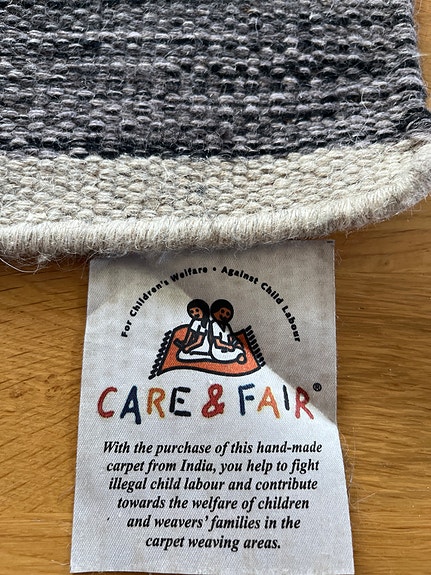 For Children's Welfare • Against Child Labour
CARE & FAIR®
With the purchase of this hand-made
carpet from India, you help to fight
illegal child labour and contribute
towards the welfare of children
and weavers' families in the
carpet weaving areas.